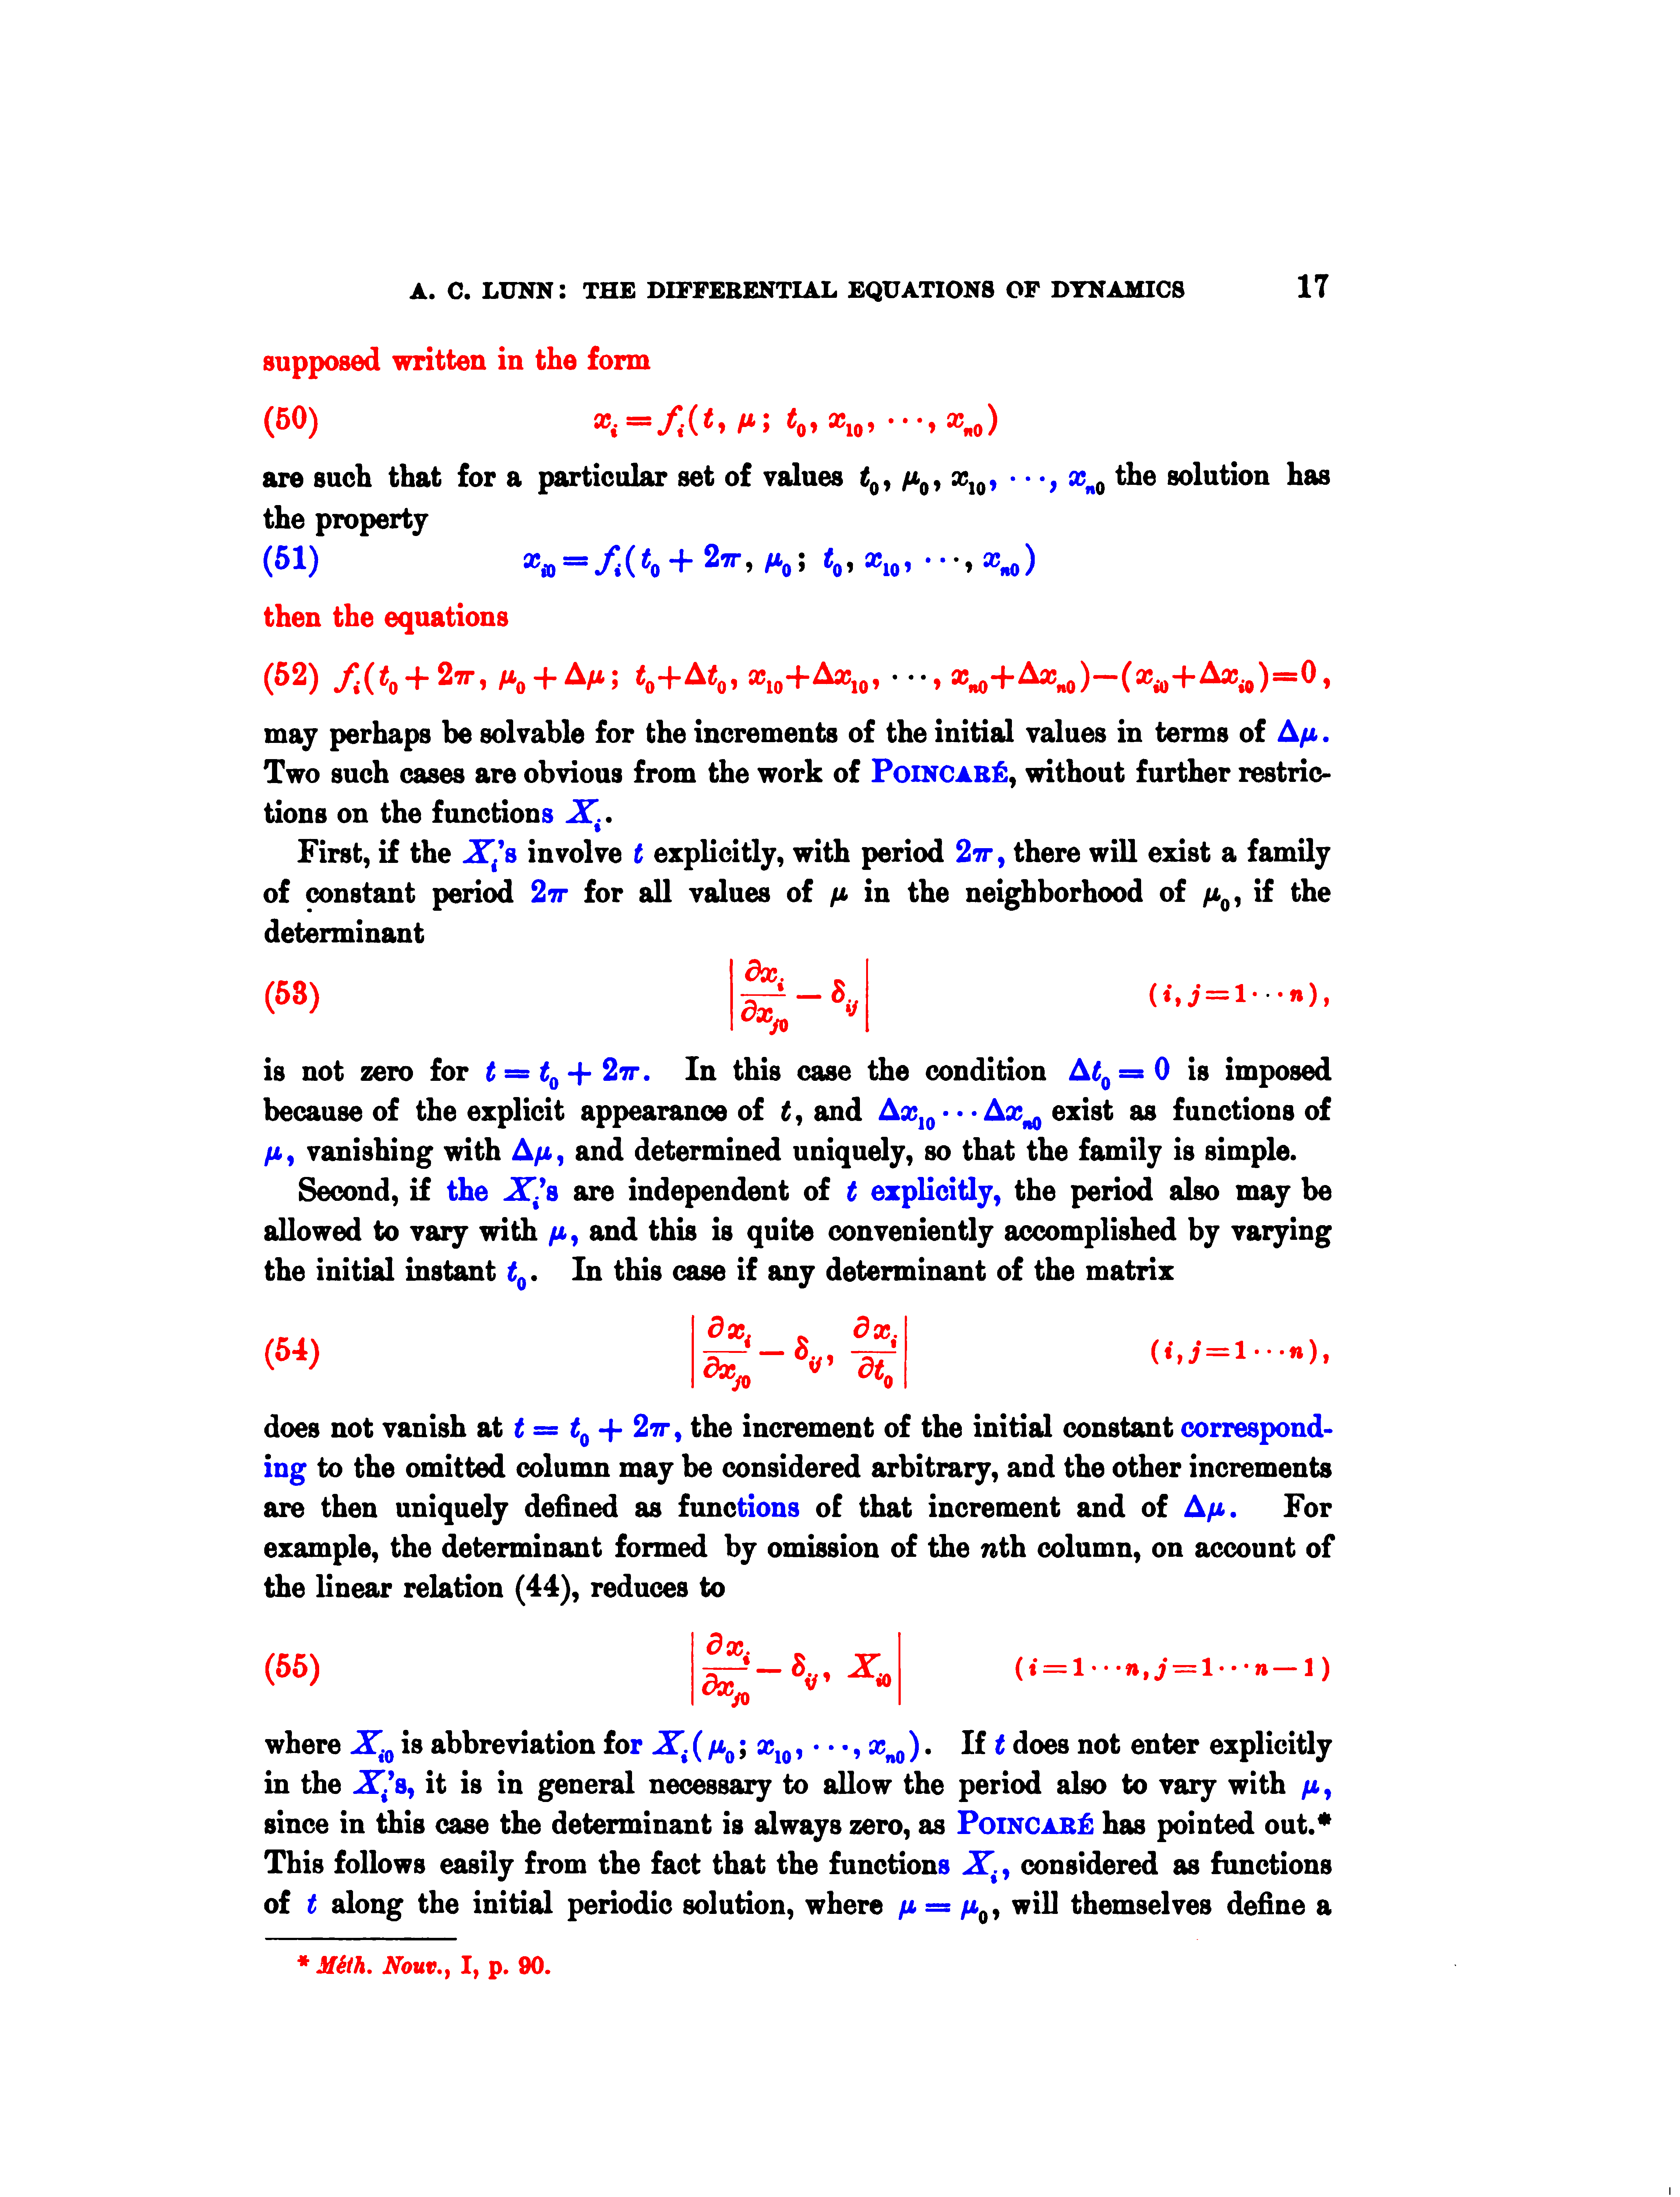 A. C. LUNN: THE DIFFERENTIAL EQUATIONS OF DYNAMICS 17
supposed written in the form
(50) $x_i = f_i(t, \mu; t_0, x_{10}, \cdots, x_{n0})$
are such that for a particular set of values $t_0, \mu_0, x_{10}, \cdots, x_{n0}$ the solution has
the property
(51) $x_{i0} = f_i(t_0 + 2\pi, \mu_0; t_0, x_{10}, \cdots, x_{n0})$
then the equations
(52) $f_i(t_0 + 2\pi, \mu_0 + \Delta\mu; t_0 + \Delta t_0, x_{10} + \Delta x_{10}, \cdots, x_{n0} + \Delta x_{n0}) - (x_{i0} + \Delta x_{i0}) = 0,$
may perhaps be solvable for the increments of the initial values in terms of $\Delta\mu$.
Two such cases are obvious from the work of POINCARÉ, without further restric-
tions on the functions $X_i$.
First, if the $X_i$'s involve $t$ explicitly, with period $2\pi$, there will exist a family
of constant period $2\pi$ for all values of $\mu$ in the neighborhood of $\mu_0$, if the
determinant
(53) $\left| \frac{\partial x_i}{\partial x_{j0}} - \delta_{ij} \right|$ $(i, j = 1 \cdots n),$
is not zero for $t = t_0 + 2\pi$. In this case the condition $\Delta t_0 = 0$ is imposed
because of the explicit appearance of $t$, and $\Delta x_{10} \cdots \Delta x_{n0}$ exist as functions of
$\mu$, vanishing with $\Delta\mu$, and determined uniquely, so that the family is simple.
Second, if the $X_i$'s are independent of $t$ explicitly, the period also may be
allowed to vary with $\mu$, and this is quite conveniently accomplished by varying
the initial instant $t_0$. In this case if any determinant of the matrix
(54) $\left| \frac{\partial x_i}{\partial x_{j0}} - \delta_{ij}, \frac{\partial x_i}{\partial t_0} \right|$ $(i, j = 1 \cdots n),$
does not vanish at $t = t_0 + 2\pi$, the increment of the initial constant correspond-
ing to the omitted column may be considered arbitrary, and the other increments
are then uniquely defined as functions of that increment and of $\Delta\mu$. For
example, the determinant formed by omission of the $n$th column, on account of
the linear relation (44), reduces to
(55) $\left| \frac{\partial x_i}{\partial x_{j0}} - \delta_{ij}, X_{i0} \right|$ $(i = 1 \cdots n, j = 1 \cdots n - 1)$
where $X_{i0}$ is abbreviation for $X_i(\mu_0; x_{10}, \cdots, x_{n0})$. If $t$ does not enter explicitly
in the $X_i$'s, it is in general necessary to allow the period also to vary with $\mu$,
since in this case the determinant is always zero, as POINCARÉ has pointed out.*
This follows easily from the fact that the functions $X_i$, considered as functions
of $t$ along the initial periodic solution, where $\mu = \mu_0$, will themselves define a
* Méth. Nouv., I, p. 90.